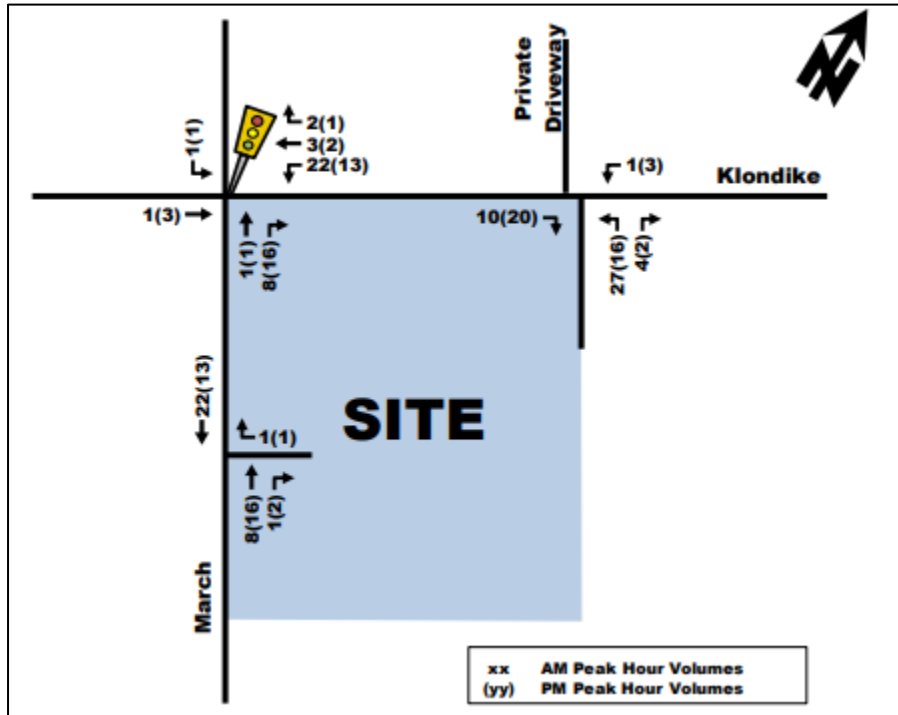 Private
Driveway
1(1)
2(1)
3(2)
22(13)
1(3)
Klondike
1(3)
1(1)
8(16)
10(20)
27(16)
4(2)
22(13)
SITE
1(1)
8(16)
1(2)
March
xx AM Peak Hour Volumes
(yy) PM Peak Hour Volumes
N